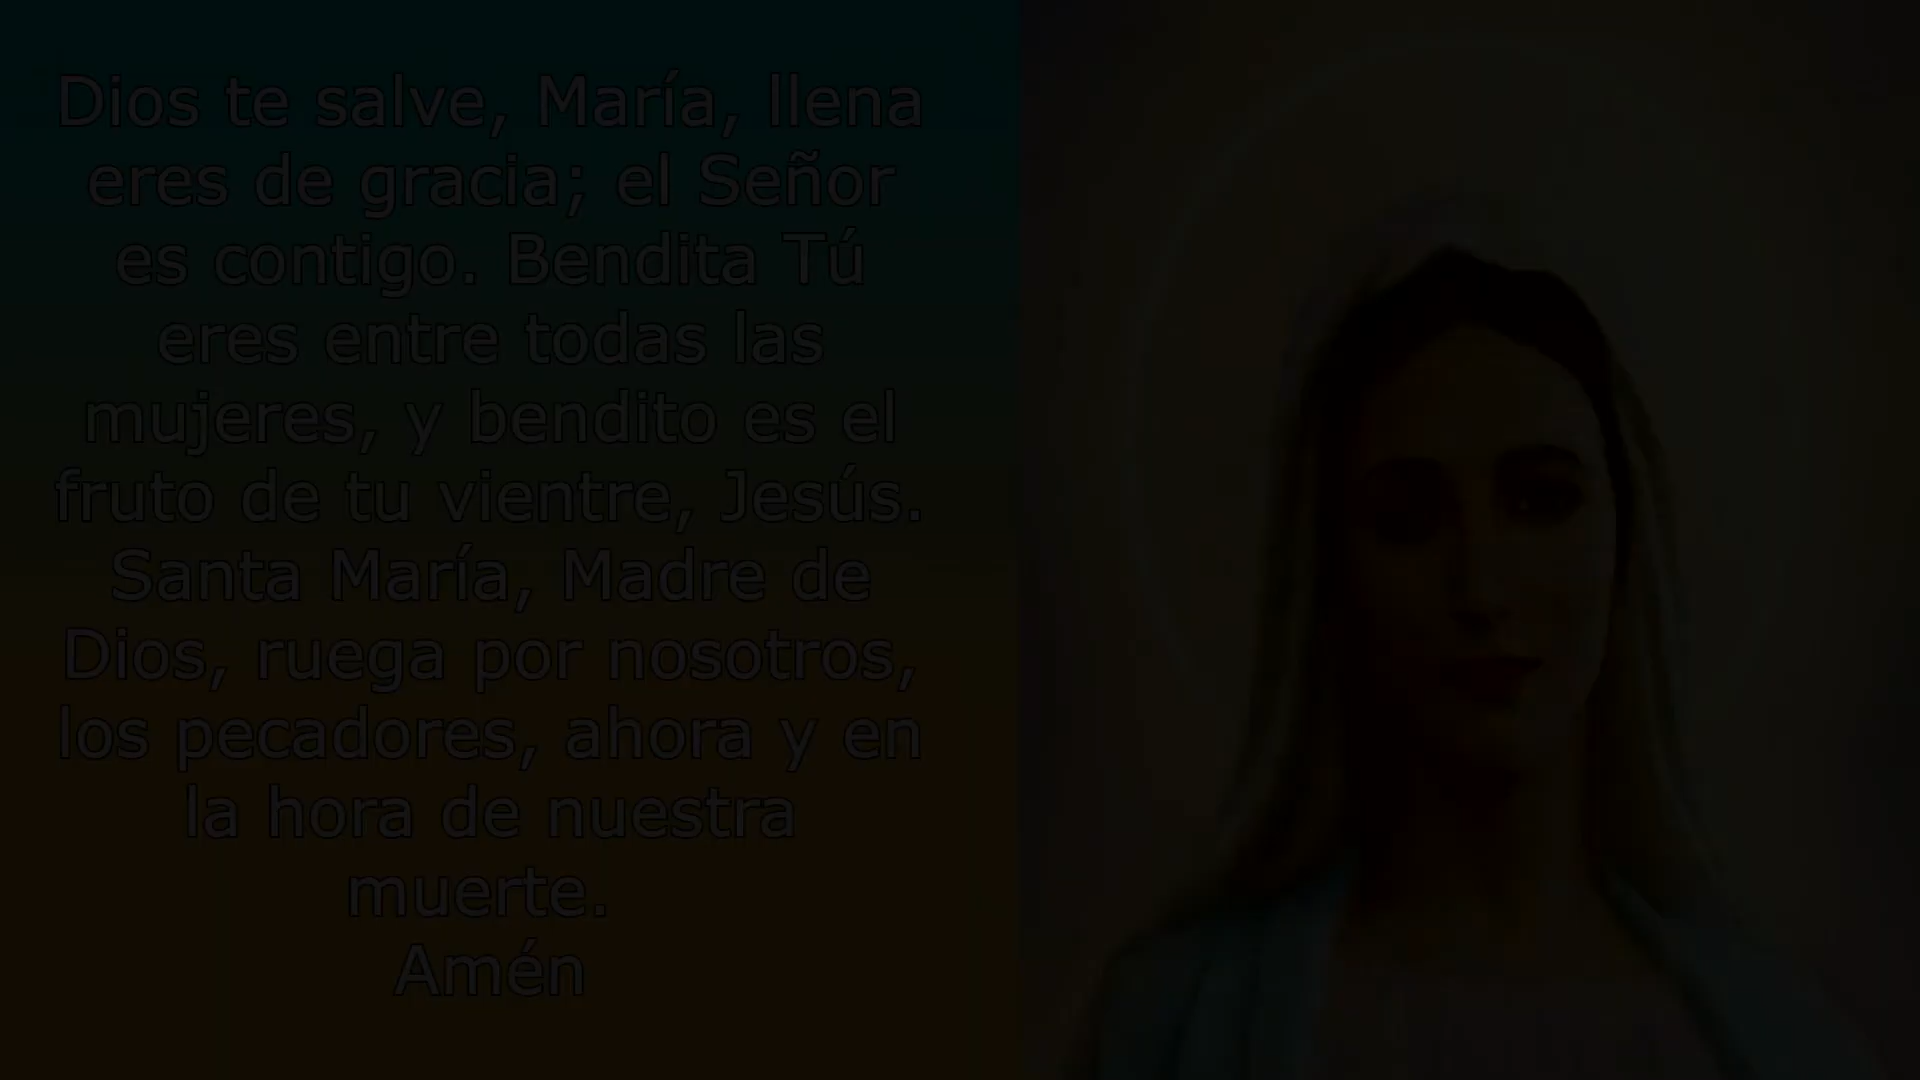 Dios te salve, María, llena
eres de gracia; el Señor
es contigo. Bendita Tú
eres entre todas las
mujeres, y bendito es el
fruto de tu vientre, Jesús.
Santa María, Madre de
Dios, ruega por nosotros,
los pecadores, ahora y en
la hora de nuestra
muerte.
Amén